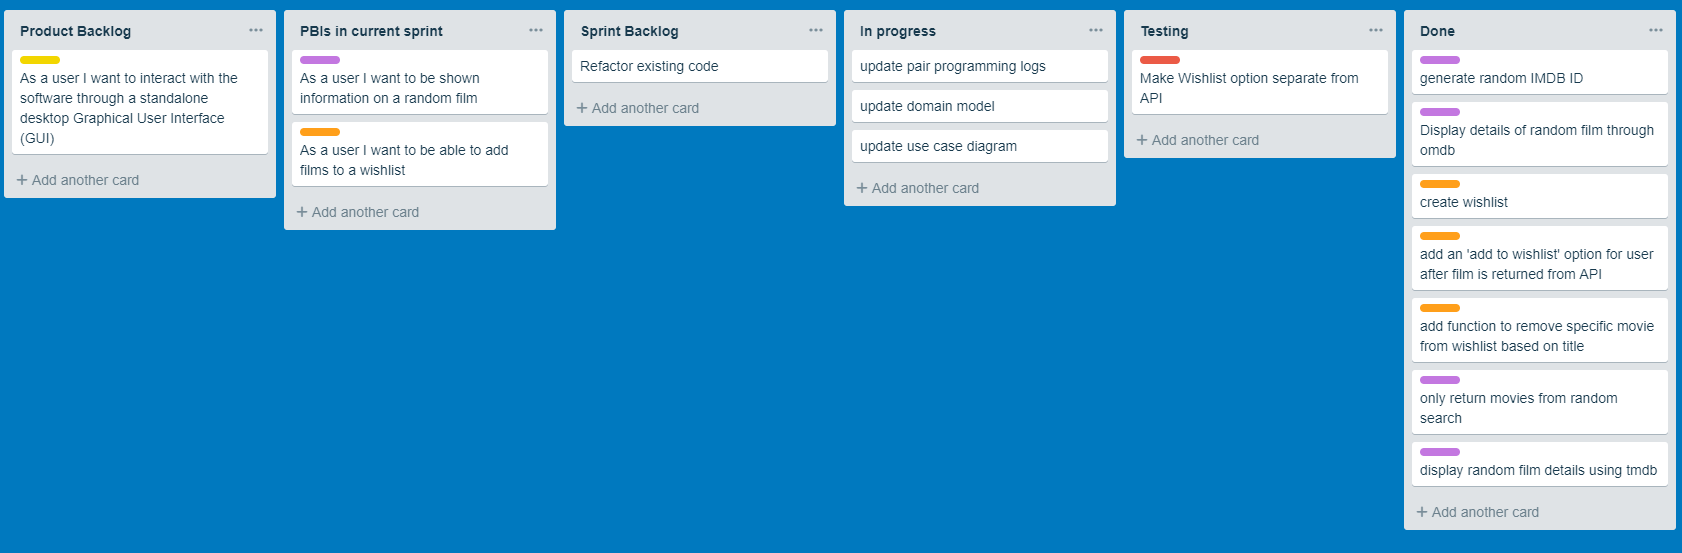 Product Backlog
As a user I want to interact with the
software through a standalone
desktop Graphical User Interface
(GUI)
+ Add another card
PBIs in current sprint
As a user I want to be shown
information on a random film
As a user I want to be able to add
films to a wishlist
+ Add another card
Sprint Backlog
Refactor existing code
+ Add another card
In progress
update pair programming logs
update domain model
update use case diagram
+ Add another card
Testing
Make Wishlist option separate from
API
+ Add another card
Done
generate random IMDB ID
Display details of random film through
omdb
create wishlist
add an 'add to wishlist' option for user
after film is returned from API
add function to remove specific movie
from wishlist based on title
only return movies from random
search
display random film details using tmdb
+ Add another card